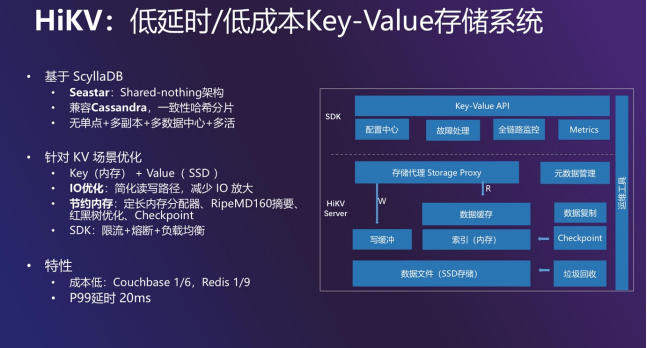 HiKV：低延时/低成本Key-Value存储系统
• 基于 ScyllaDB
• Seastar：Shared-nothing架构
• 兼容Cassandra，一致性哈希分片
• 无单点+多副本+多数据中心+多活
• 针对 KV 场景优化
• Key（内存） + Value（ SSD ）
• IO优化：简化读写路径，减少 IO 放大
• 节约内存：定长内存分配器、RipeMD160摘要、
红黑树优化、Checkpoint
• SDK：限流+熔断+负载均衡
• 特性
• 成本低：Couchbase 1/6，Redis 1/9
• P99延时 20ms
SDK
Key-Value API
配置中心
故障处理
全链路监控
Metrics
HiKV
Server
存储代理 Storage Proxy
元数据管理
W
R
数据缓存
数据复制
写缓冲
索引（内存）
Checkpoint
数据文件（SSD存储）
垃圾回收
运维工具